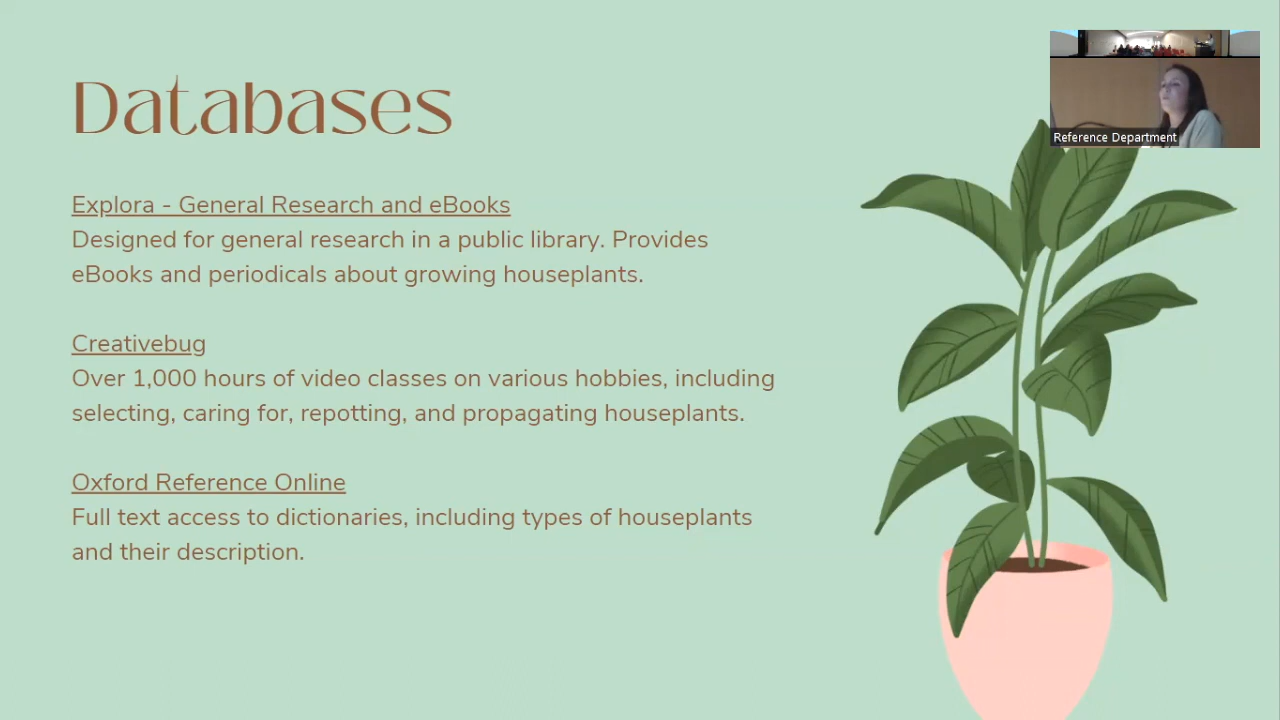 Databases
Reference Department
Explora - General Research and eBooks
Designed for general research in a public library. Provides
eBooks and periodicals about growing houseplants.
Creativebug
Over 1,000 hours of video classes on various hobbies, including
selecting, caring for, repotting, and propagating houseplants.
Oxford Reference Online
Full text access to dictionaries, including types of houseplants
and their description.